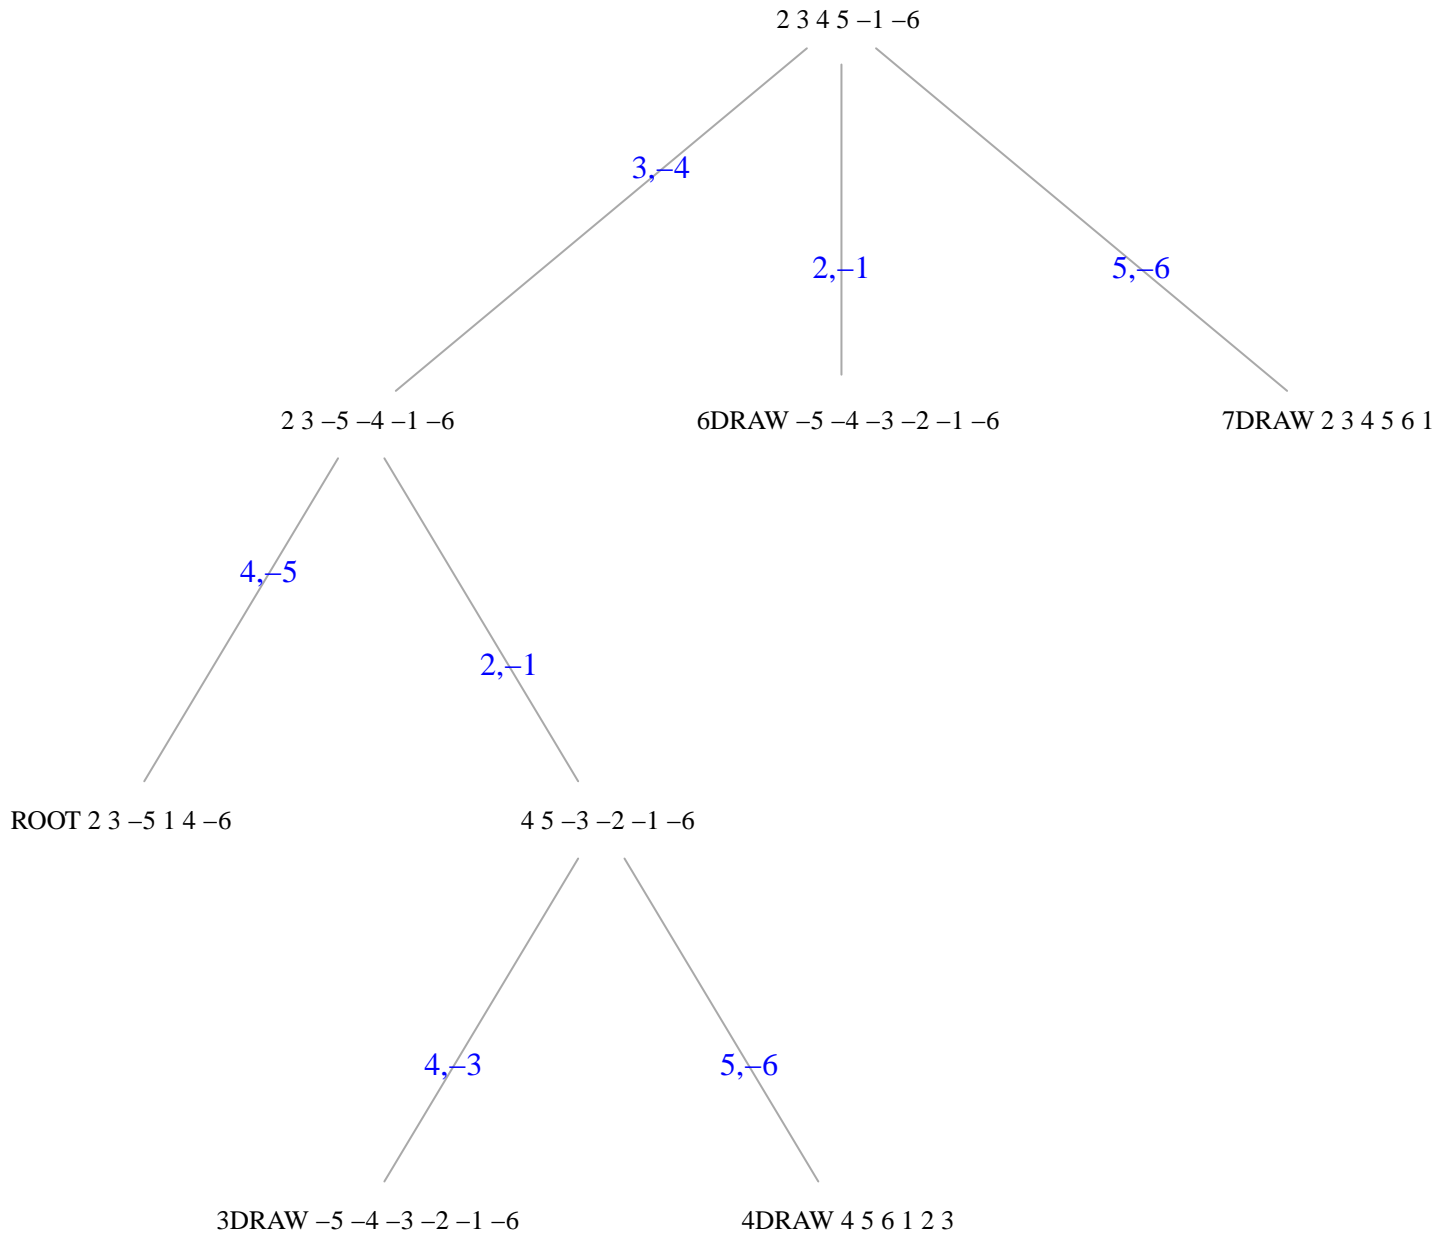 2 3 4 5 –1 –6
3,–4
2,–1
5,–6
2 3 –5 –4 –1 –6
6DRAW –5 –4 –3 –2 –1 –6
7DRAW 2 3 4 5 6 1
4,–5
2,–1
ROOT 2 3 –5 1 4 –6
4 5 –3 –2 –1 –6
4,–3
5,–6
3DRAW –5 –4 –3 –2 –1 –6
4DRAW 4 5 6 1 2 3